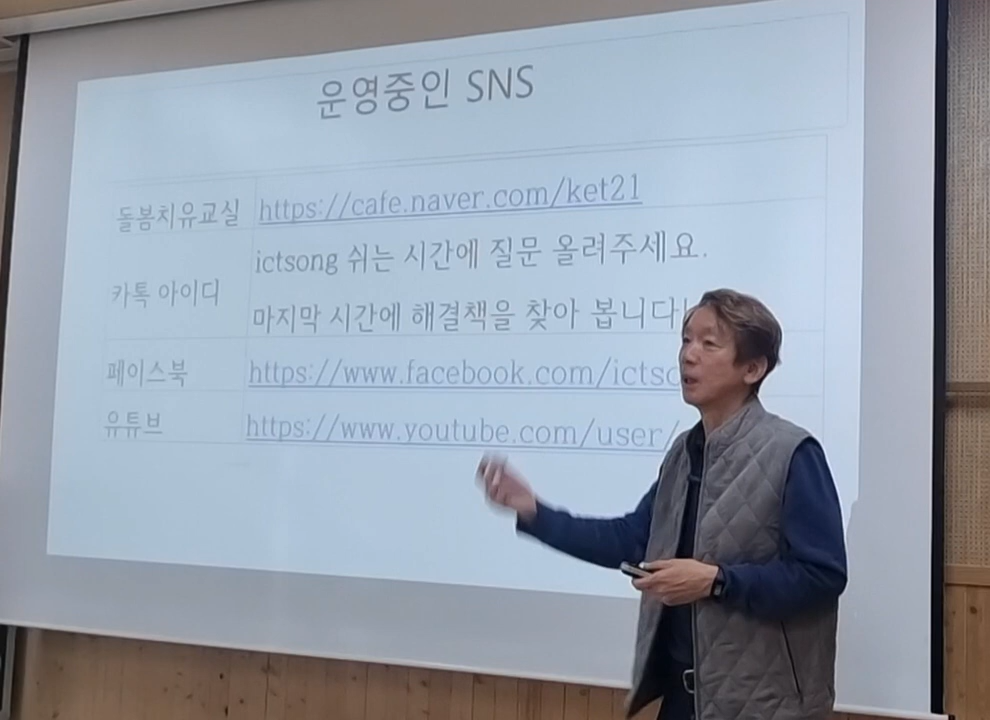 운영중인 SNS
돌봄치유교실 https://cafe.naver.com/ket21
카톡 아이디 ictsong 쉬는 시간에 질문 올려주세요.
마지막 시간에 해결책을 찾아 봅니다
페이스북 https://www.facebook.com/ictso
유튜브 https://www.youtube.com/user/